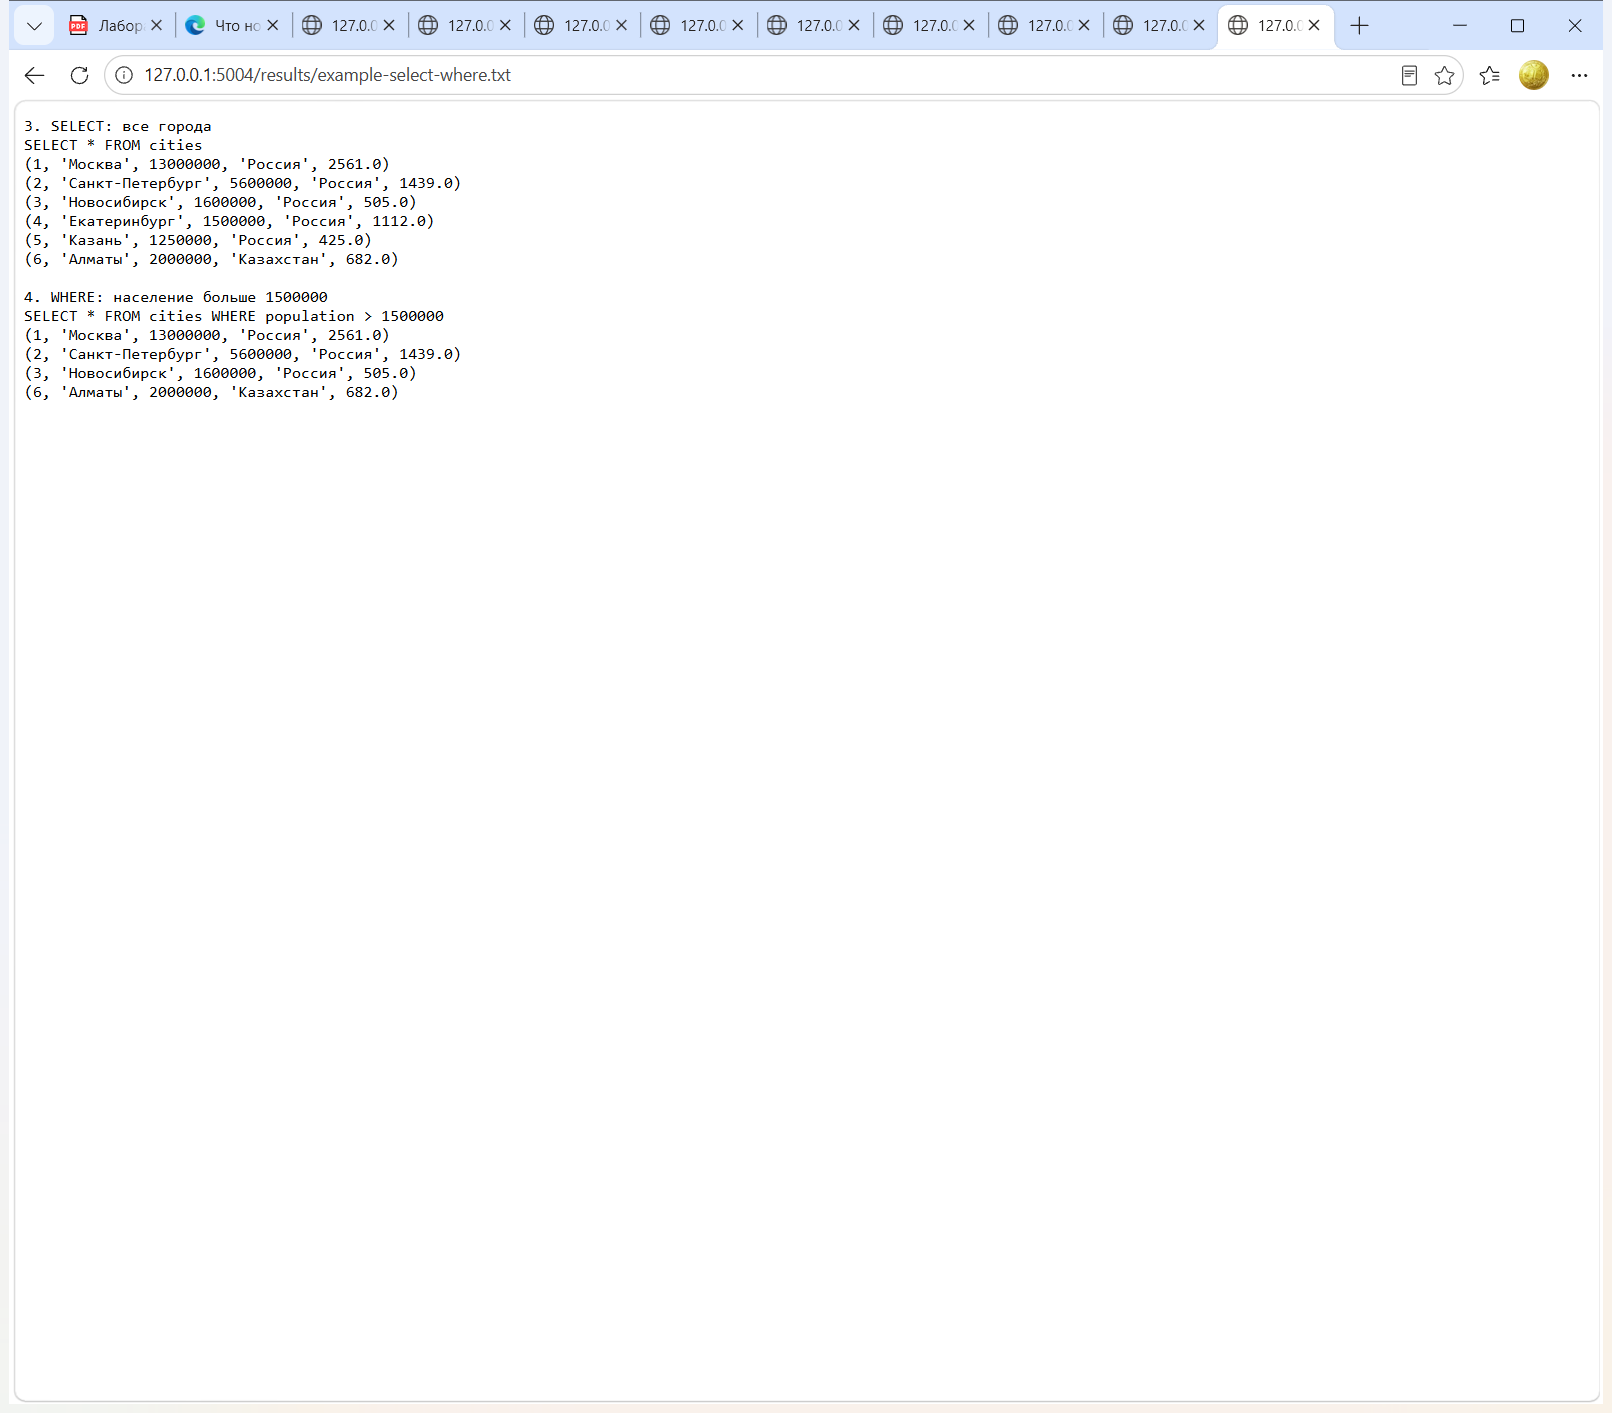 Лабор
Что но
127.0.0
127.0.0
127.0.0
127.0.0
127.0.0
127.0.0
127.0.0
127.0.0
127.0.0
127.0.0.1:5004/results/example-select-where.txt
3. SELECT: все города
SELECT * FROM cities
(1, 'Москва', 13000000, 'Россия', 2561.0)
(2, 'Санкт-Петербург', 5600000, 'Россия', 1439.0)
(3, 'Новосибирск', 1600000, 'Россия', 505.0)
(4, 'Екатеринбург', 1500000, 'Россия', 1112.0)
(5, 'Казань', 1250000, 'Россия', 425.0)
(6, 'Алматы', 2000000, 'Казахстан', 682.0)
4. WHERE: население больше 1500000
SELECT * FROM cities WHERE population > 1500000
(1, 'Москва', 13000000, 'Россия', 2561.0)
(2, 'Санкт-Петербург', 5600000, 'Россия', 1439.0)
(3, 'Новосибирск', 1600000, 'Россия', 505.0)
(6, 'Алматы', 2000000, 'Казахстан', 682.0)